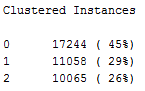 Clustered Instances
0 17244 ( 45%)
1 11058 ( 29%)
2 10065 ( 26%)